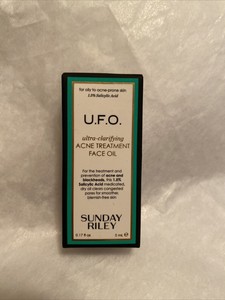 for oily to acne-prone skin
1.5% Salicylic Acid
U.F.O.
ultra-clarifying
ACNE TREATMENT
FACE OIL
For the treatment and
prevention of acne and
blackheads, this 1.5%
Salicylic Acid medicated,
dry oil clears congested
pores for smoother,
blemish-free skin
SUNDAY
RILEY
0.17 fl oz 5 mL ℮